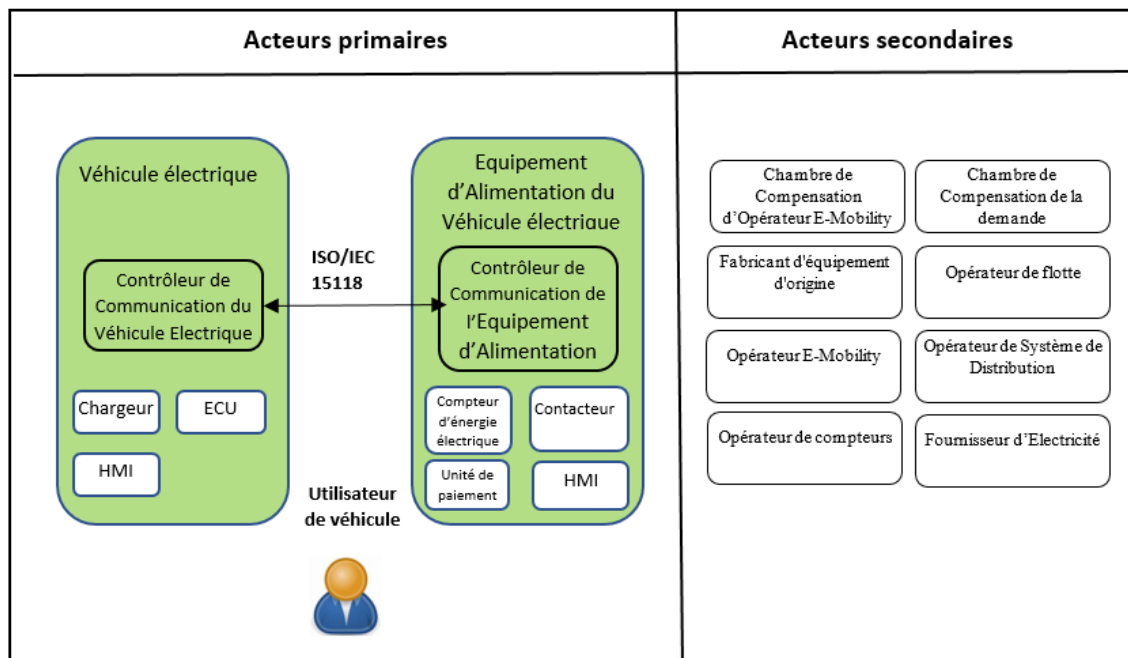 Acteurs primaires
Acteurs secondaires
Véhicule électrique
Contrôleur de
Communication du
Véhicule Electrique
Chargeur
ECU
HMI
ISO/IEC
15118
Equipement
d'Alimentation du
Véhicule électrique
Contrôleur de
Communication de
l'Equipement
d'Alimentation
Compteur
d'énergie
électrique
Contacteur
Unité de
paiement
HMI
Utilisateur
de véhicule
Chambre de
Compensation
d'Opérateur E-Mobility
Chambre de
Compensation de la
demande
Fabricant d'équipement
d'origine
Opérateur de flotte
Opérateur E-Mobility
Opérateur de Système de
Distribution
Opérateur de compteurs
Fournisseur d'Electricité